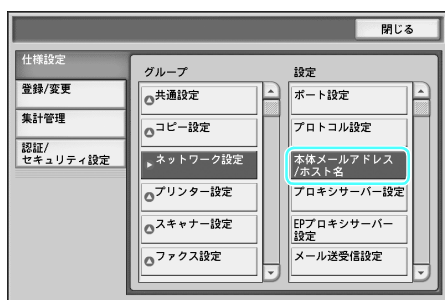 閉じる
仕様設定
登録/変更
集計管理
認証/
セキュリティ設定
グループ
共通設定
コピー設定
ネットワーク設定
プリンター設定
スキャナー設定
ファクス設定
設定
ポート設定
プロトコル設定
本体メールアドレス
/ホスト名
プロキシサーバー設定
EPプロキシサーバー
設定
メール送受信設定